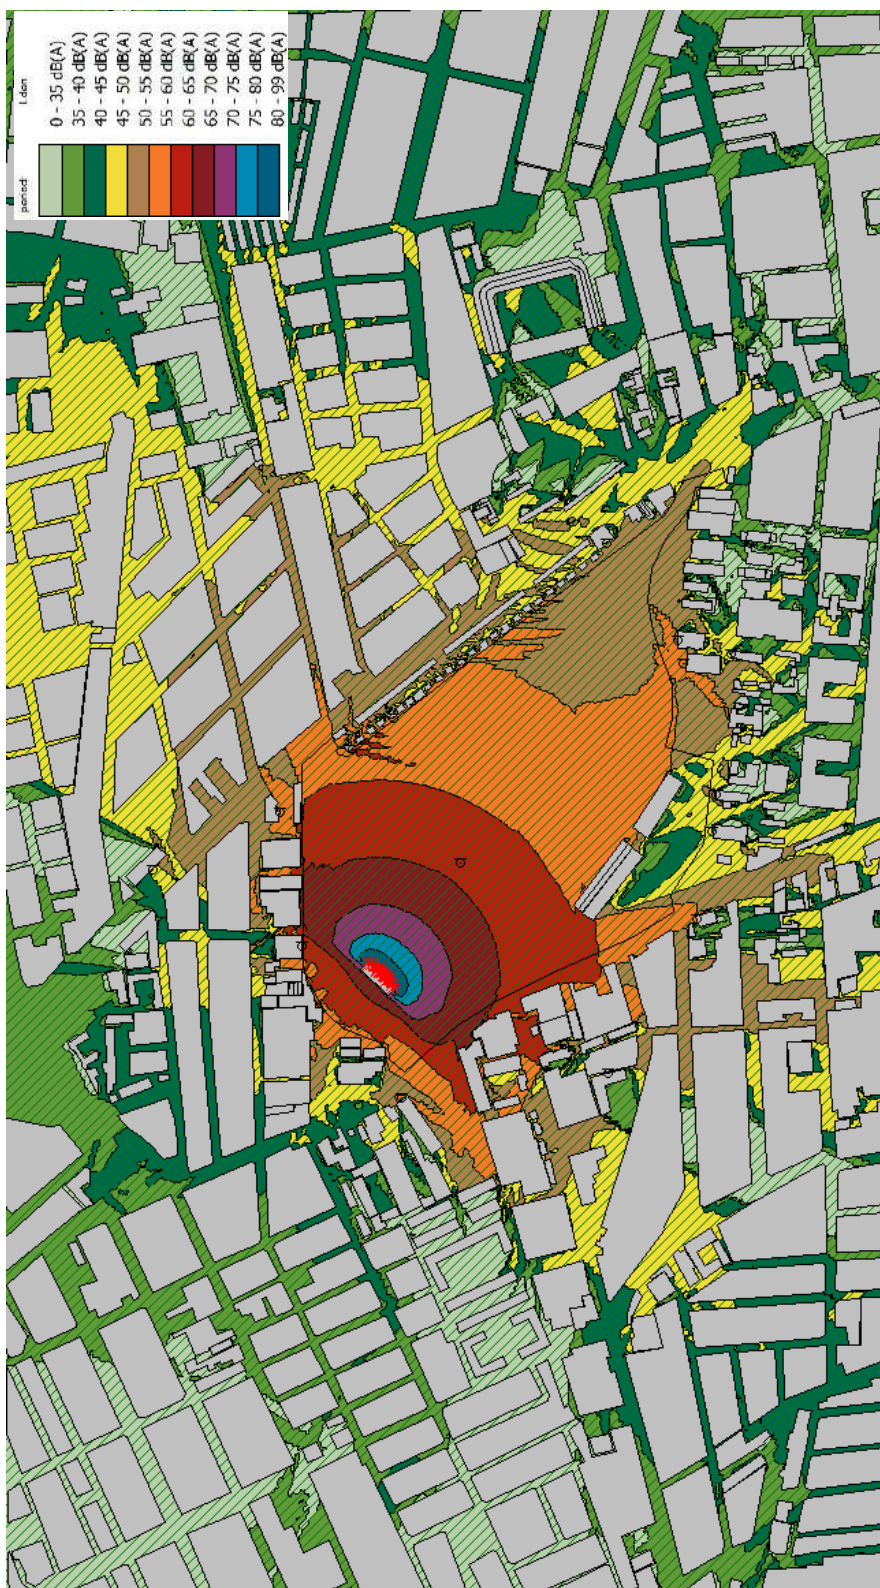 period: Lden
0 - 35 dB(A)
35 - 40 dB(A)
40 - 45 dB(A)
45 - 50 dB(A)
50 - 55 dB(A)
55 - 60 dB(A)
60 - 65 dB(A)
65 - 70 dB(A)
70 - 75 dB(A)
75 - 80 dB(A)
80 - 99 dB(A)